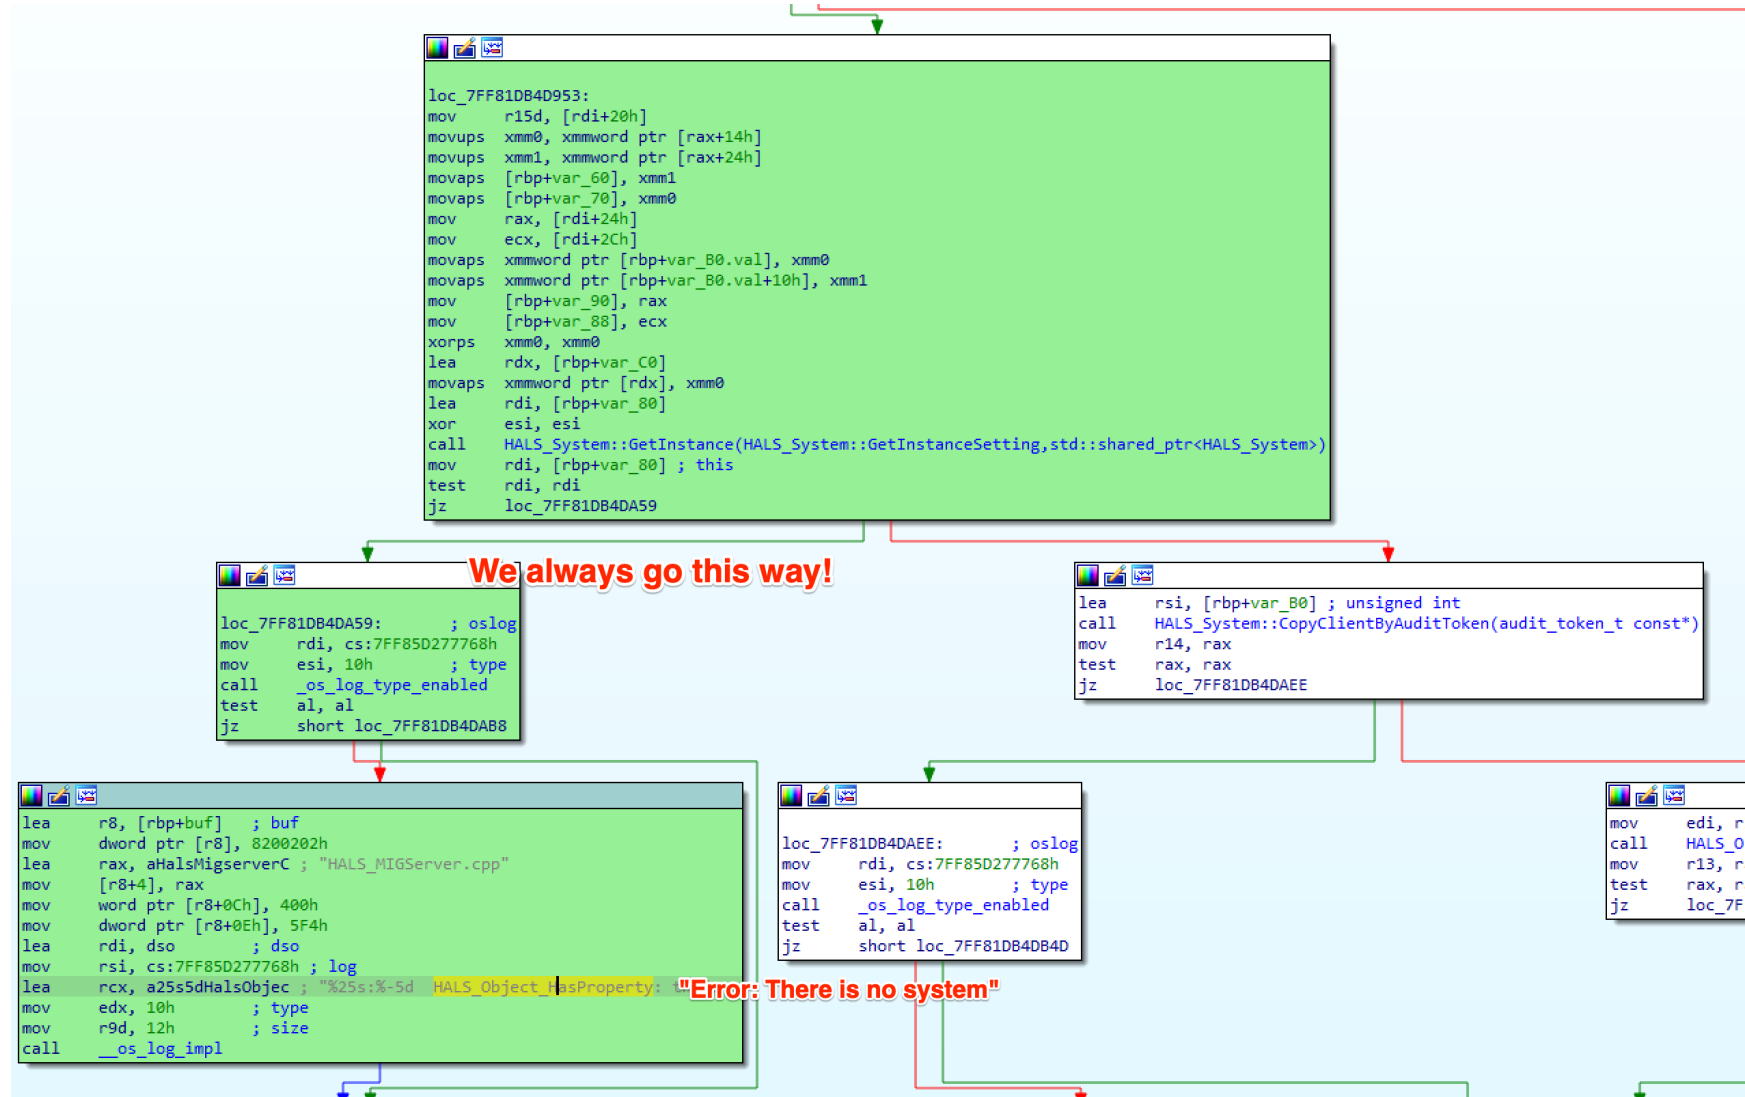 loc_7FF81DB4D953:
mov r15d, [rdi+20h]
movups xmm0, xmmword ptr [rax+14h]
movups xmm1, xmmword ptr [rax+24h]
movaps [rbp+var_60], xmm1
movaps [rbp+var_70], xmm0
mov rax, [rdi+24h]
mov ecx, [rdi+2Ch]
movaps xmmword ptr [rbp+var_B0.val], xmm0
movaps xmmword ptr [rbp+var_B0.val+10h], xmm1
mov [rbp+var_90], rax
mov [rbp+var_88], ecx
xorps xmm0, xmm0
lea rdx, [rbp+var_C0]
movaps xmmword ptr [rdx], xmm0
lea rdi, [rbp+var_80]
xor esi, esi
call HALS_System::GetInstance(HALS_System::GetInstanceSetting,std::shared_ptr<HALS_System>)
mov rdi, [rbp+var_80] ; this
test rdi, rdi
jz loc_7FF81DB4DA59
We always go this way!
loc_7FF81DB4DA59: ; oslog
mov rdi, cs:7FF85D277768h
mov esi, 10h ; type
call _os_log_type_enabled
test al, al
jz short loc_7FF81DB4DAB8
lea rsi, [rbp+var_B0] ; unsigned int
call HALS_System::CopyClientByAuditToken(audit_token_t const*)
mov r14, rax
test rax, rax
jz loc_7FF81DB4DAEE
lea r8, [rbp+buf] ; buf
mov dword ptr [r8], 8200202h
lea rax, aHalsMigserverC ; "HALS_MIGServer.cpp"
mov [r8+4], rax
mov word ptr [r8+0Ch], 400h
mov dword ptr [r8+0Eh], 5F4h
lea rdi, dso ; dso
mov rsi, cs:7FF85D277768h ; log
lea rcx, a25s5dHalsObjec ; "%25s:%-5d HALS_Object_HasProperty:
mov edx, 10h ; type
mov r9d, 12h ; size
call __os_log_impl
"Error: There is no system"
loc_7FF81DB4DAEE: ; oslog
mov rdi, cs:7FF85D277768h
mov esi, 10h ; type
call _os_log_type_enabled
test al, al
jz short loc_7FF81DB4DB4D
mov edi, r
call HALS_O
mov r13, r
test rax, r
jz loc_7F